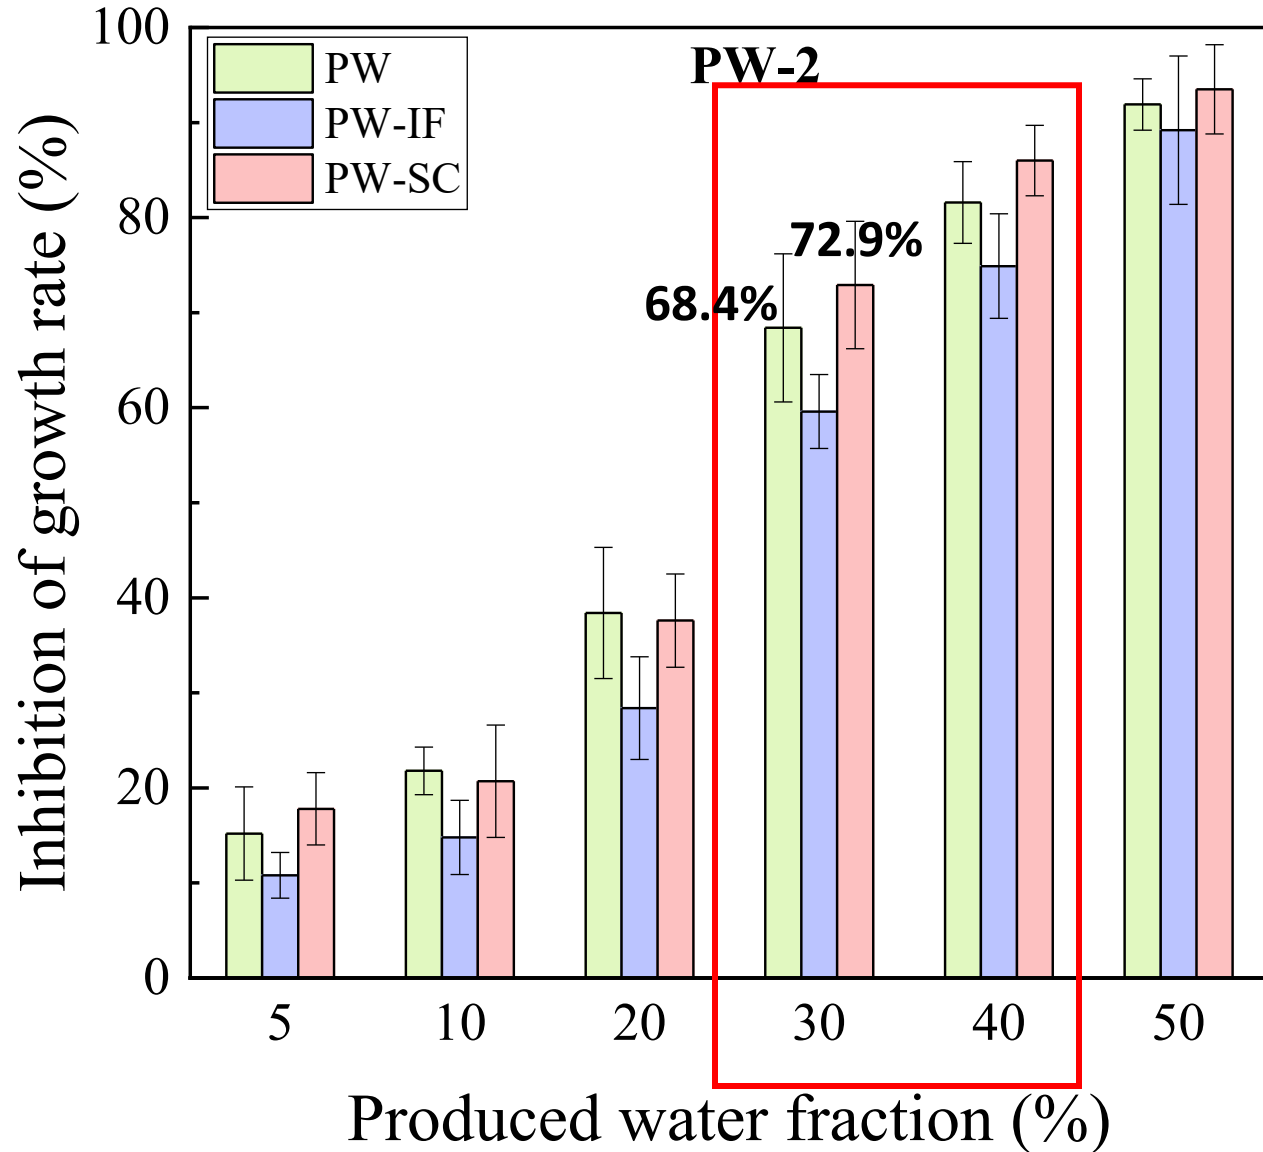 Inhibition of growth rate (%)
100
80
60
40
20
0
PW
PW-IF
PW-SC
PW-2
72.9%
68.4%
5 10 20 30 40 50
Produced water fraction (%)